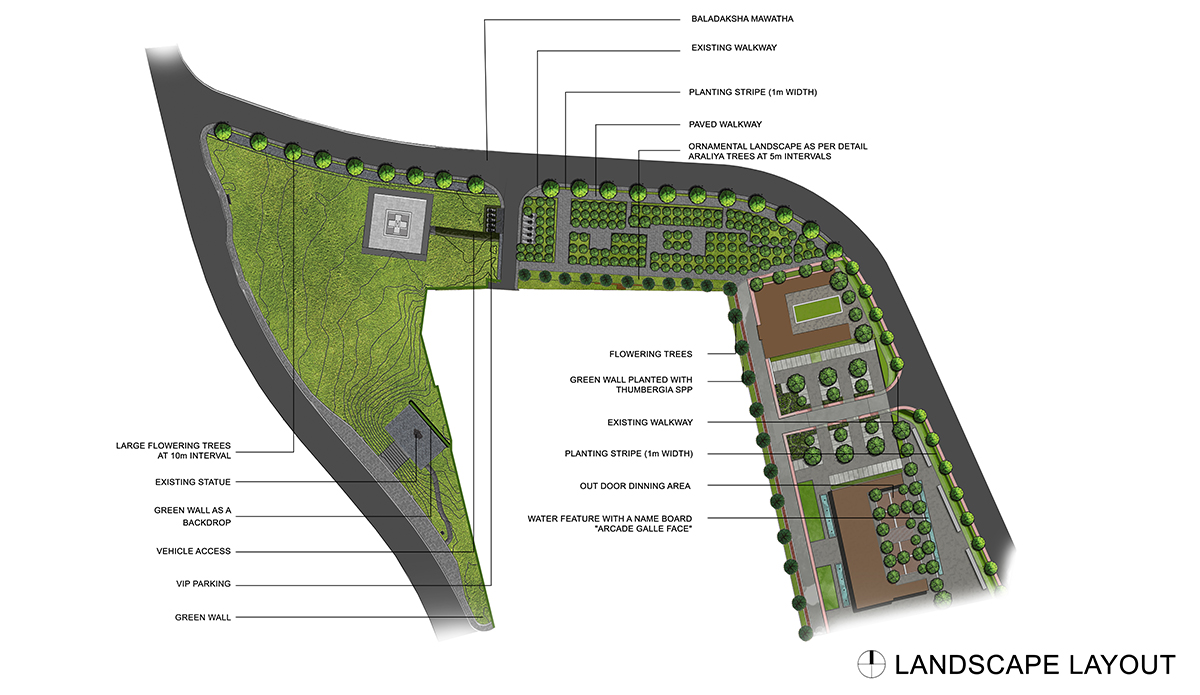 BALADAKSHA MAWATHA
EXISTING WALKWAY
PLANTING STRIPE (1m WIDTH)
PAVED WALKWAY
ORNAMENTAL LANDSCAPE AS PER DETAIL
ARALIYA TREES AT 5m INTERVALS
FLOWERING TREES
GREEN WALL PLANTED WITH
THUMBERGIA SPP
EXISTING WALKWAY
PLANTING STRIPE (1m WIDTH)
OUT DOOR DINNING AREA
WATER FEATURE WITH A NAME BOARD
"ARCADE GALLE FACE"
LARGE FLOWERING TREES
AT 10m INTERVAL
EXISTING STATUE
GREEN WALL AS A
BACKDROP
VEHICLE ACCESS
VIP PARKING
GREEN WALL
LANDSCAPE LAYOUT